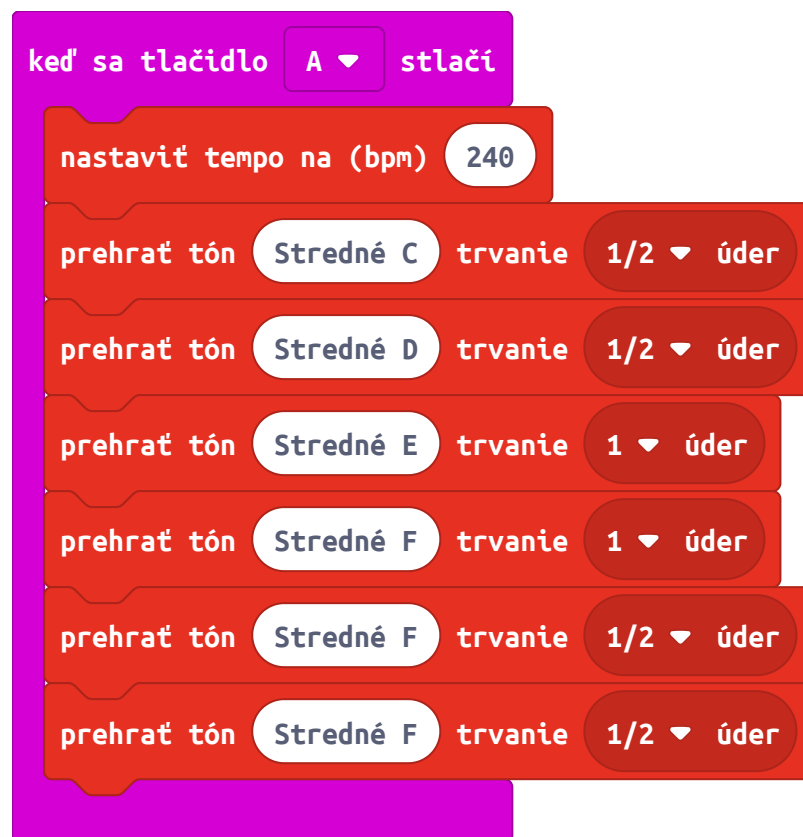 keď sa tlačidlo A stlačí
nastaviť tempo na (bpm) 240
prehrať tón Stredné C trvanie 1/2 úder
prehrať tón Stredné D trvanie 1/2 úder
prehrať tón Stredné E trvanie 1 úder
prehrať tón Stredné F trvanie 1 úder
prehrať tón Stredné F trvanie 1/2 úder
prehrať tón Stredné F trvanie 1/2 úder